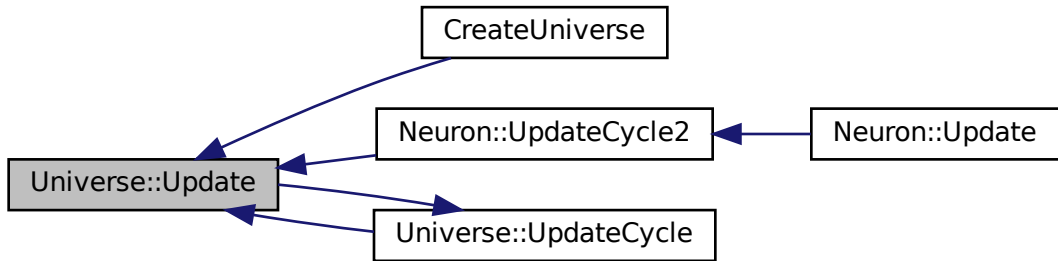 CreateUniverse
Neuron::UpdateCycle2
Neuron::Update
Universe::Update
Universe::UpdateCycle